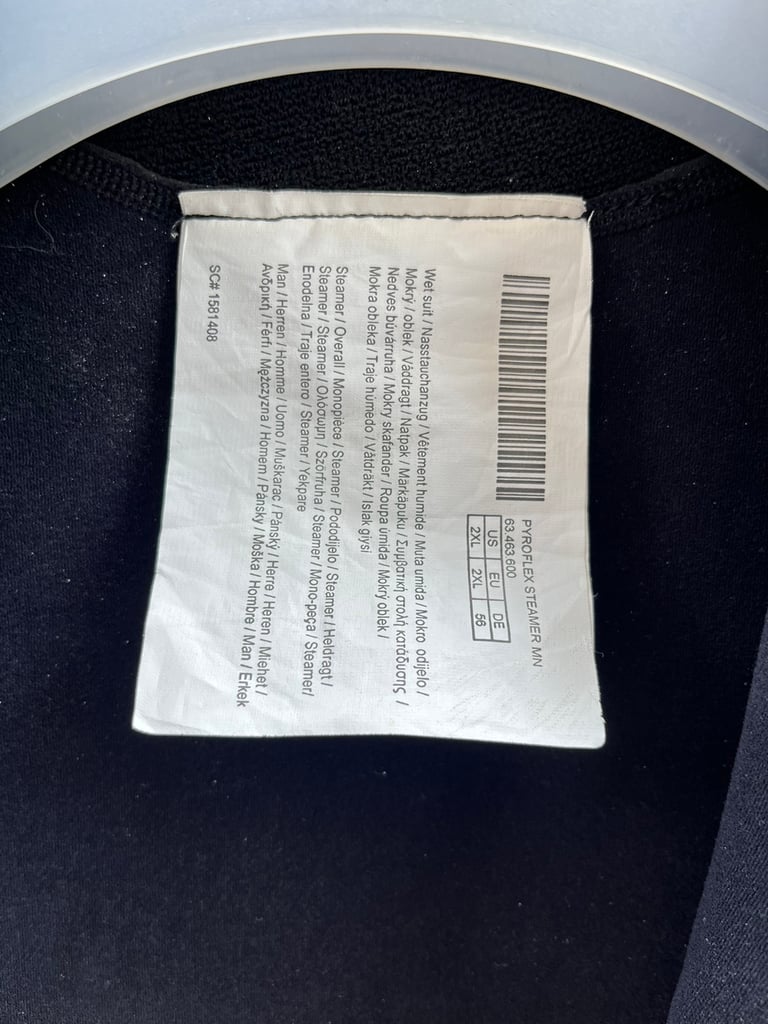 PYROFLEX STEAMER MN
63.463.600
US EU DE
2XL 2XL 56
Wet suit / Nasstauchanzug / Vêtement humide / Muta umida / Mokro odijelo /
Mokrý / oblek / Våddragt / Natpak / Märkäpuku / Συμβατική στολή κατάδυσης /
Nedves búvárruha / Mokry skafander / Roupa úmida / Mokrý oblek /
Mokra obleka / Traje húmedo / Våtdräkt / Islak giysi
Steamer / Overall / Monopièce / Steamer / Pododijelo / Steamer / Heldragt /
Steamer / Steamer / Ολόσωμη / Szörfruha / Steamer / Mono-peça / Steamer/
Enodelna / Traje entero / Steamer / Yekpare
Man / Herren / Homme / Uomo / Muškarac / Pánský / Herre / Heren / Miehet /
Ανδρική / Férfi / Mężczyzna / Homem / Pánsky / Moška / Hombre / Man / Erkek
SC# 1581408